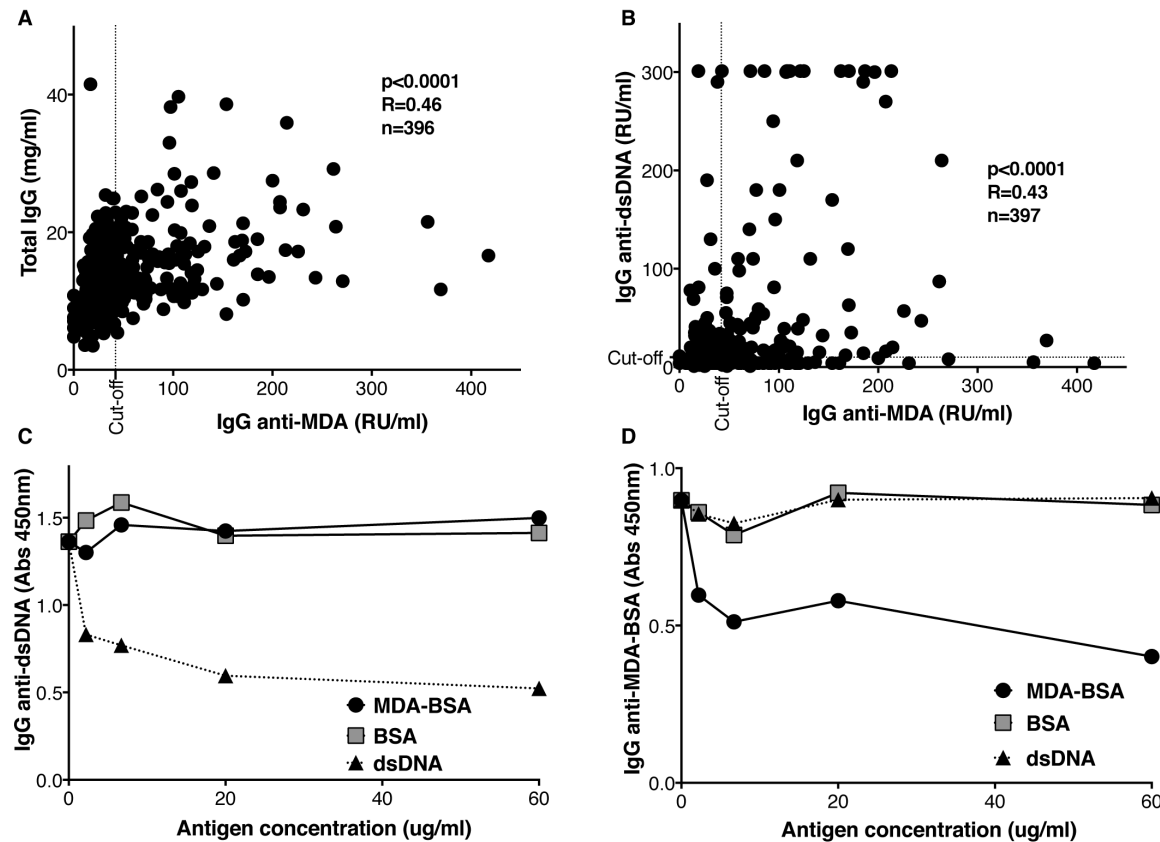 A
Total IgG (mg/ml)
40
20
0
p<0.0001
R=0.46
n=396
0
100
200
300
400
Cut-off
IgG anti-MDA (RU/ml)
B
IgG anti-dsDNA (RU/ml)
300
200
100
Cut-off
0
p<0.0001
R=0.43
n=397
0
100
200
300
400
Cut-off
IgG anti-MDA (RU/ml)
C
IgG anti-dsDNA (Abs 450nm)
1.5
1.0
0.5
0.0
MDA-BSA
BSA
dsDNA
0
20
40
60
Antigen concentration (ug/ml)
D
IgG anti-MDA-BSA (Abs 450nm)
1.0
0.5
0.0
MDA-BSA
BSA
dsDNA
0
20
40
60
Antigen concentration (ug/ml)